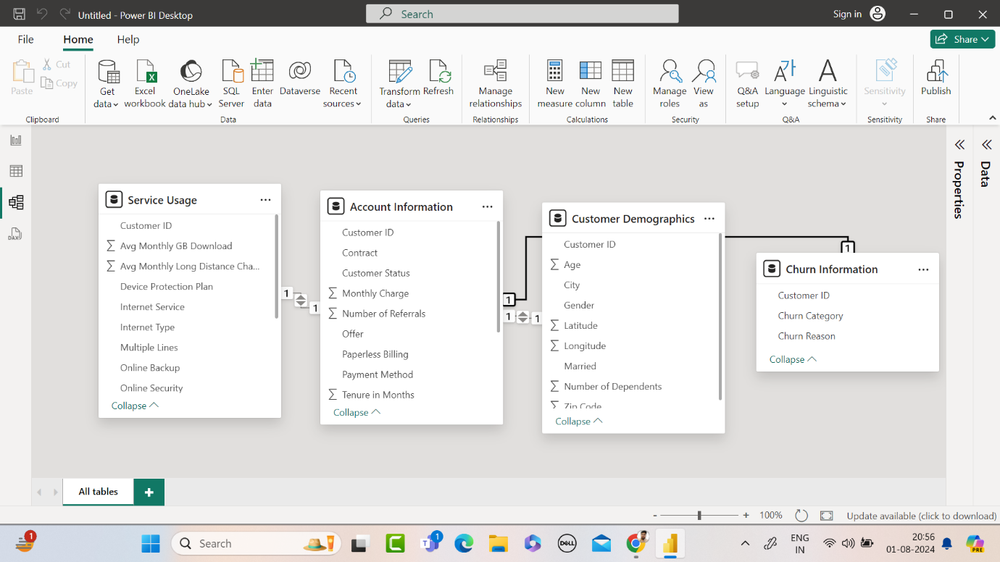 Untitled - Power BI Desktop
Search
Sign in
File
Home
Help
Share
Paste
Cut
Copy
Clipboard
Get data
Excel workbook
OneLake data hub
SQL Server
Enter data
Dataverse
Recent sources
Data
Transform data
Refresh
Queries
Manage relationships
Relationships
New measure
New column
New table
Calculations
Manage roles
View as
Security
Q&A setup
Language
Linguistic schema
Q&A
Sensitivity
Sensitivity
Publish
Share
Service Usage
Customer ID
Avg Monthly GB Download
Avg Monthly Long Distance Cha...
Device Protection Plan
Internet Service
Internet Type
Multiple Lines
Online Backup
Online Security
Collapse
1
1
Account Information
Customer ID
Contract
Customer Status
Monthly Charge
Number of Referrals
Offer
Paperless Billing
Payment Method
Tenure in Months
Collapse
1
1
1
Customer Demographics
Customer ID
Age
City
Gender
Latitude
Longitude
Married
Number of Dependents
Zip Code
Collapse
1
Churn Information
Customer ID
Churn Category
Churn Reason
Collapse
Properties
Data
DAX
All tables
- + 100%
Update available (click to download)
1
Search
T
1
DELL
ENG
IN
20:56
01-08-2024
PRE